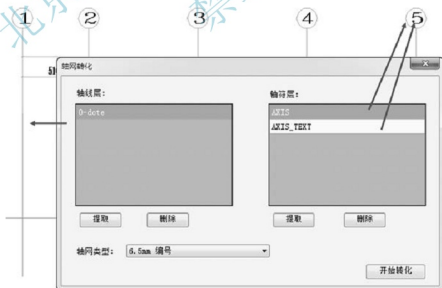 ① ② ③ ④ ⑤
轴网转化
轴线层:
轴符层:
0-dote
AXIS
AXIS_TEXT
提取 删除
提取 删除
轴网类型: 6.5mm 编号
开始转化